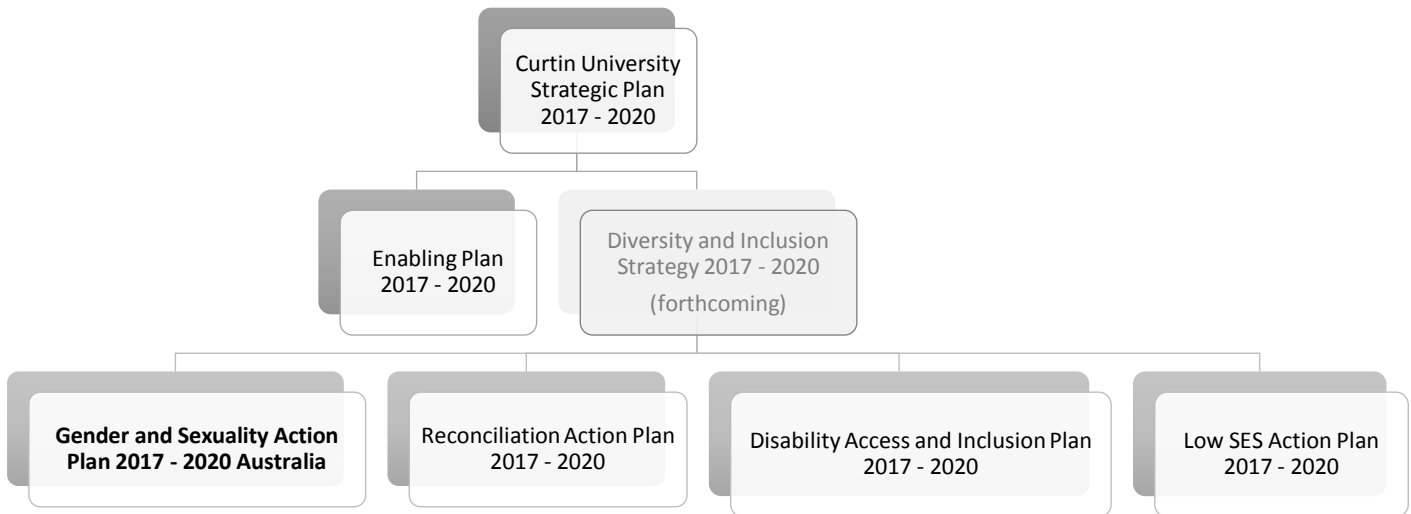 Curtin University
Strategic Plan
2017 - 2020
Enabling Plan
2017 - 2020
Diversity and Inclusion
Strategy 2017 - 2020
(forthcoming)
Gender and Sexuality Action
Plan 2017 - 2020 Australia
Reconciliation Action Plan
2017 - 2020
Disability Access and Inclusion Plan
2017 - 2020
Low SES Action Plan
2017 - 2020